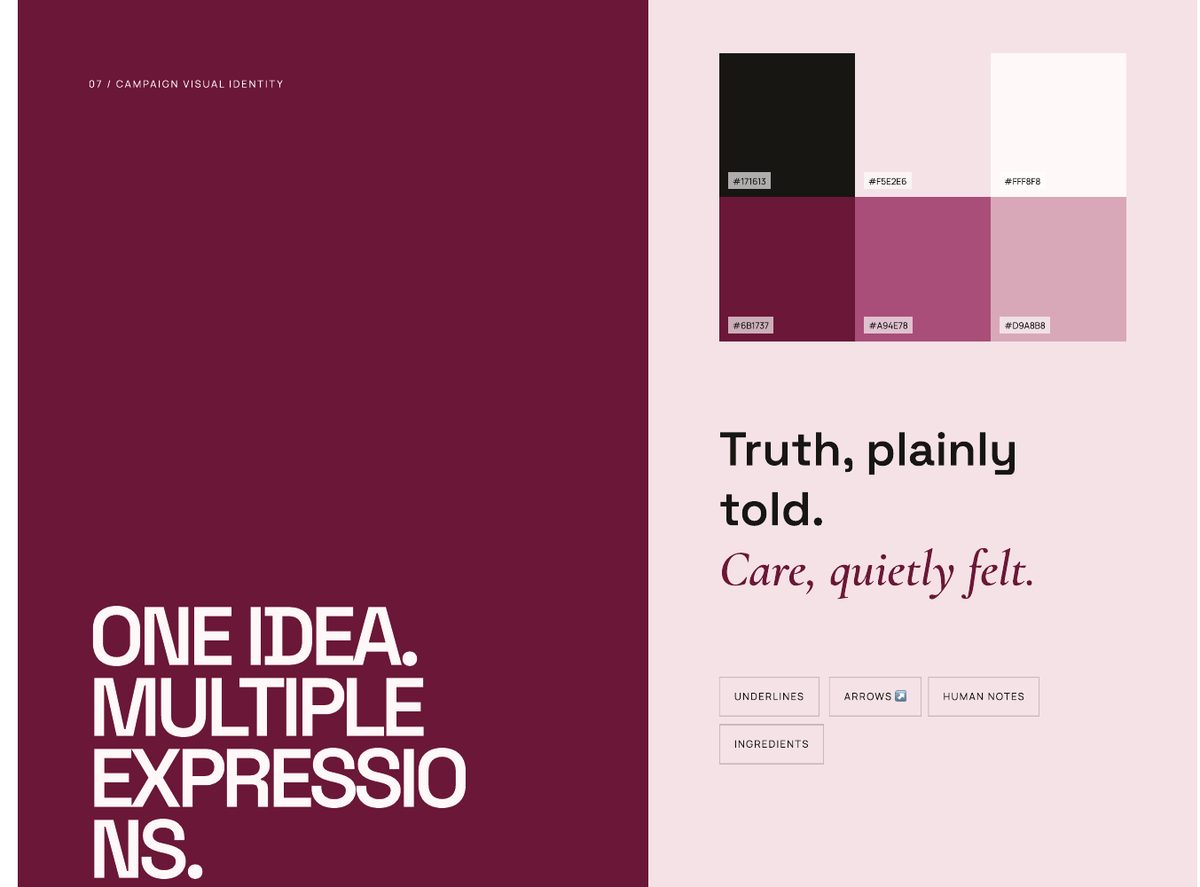 07 / CAMPAIGN VISUAL IDENTITY
ONE IDEA.
MULTIPLE
EXPRESSIO
NS.
#171613
#F5E2E6
#FFF8F8
#6B1737
#A94E78
#D9A8B8
Truth, plainly
told.
Care, quietly felt.
UNDERLINES
ARROWS ↗️
HUMAN NOTES
INGREDIENTS